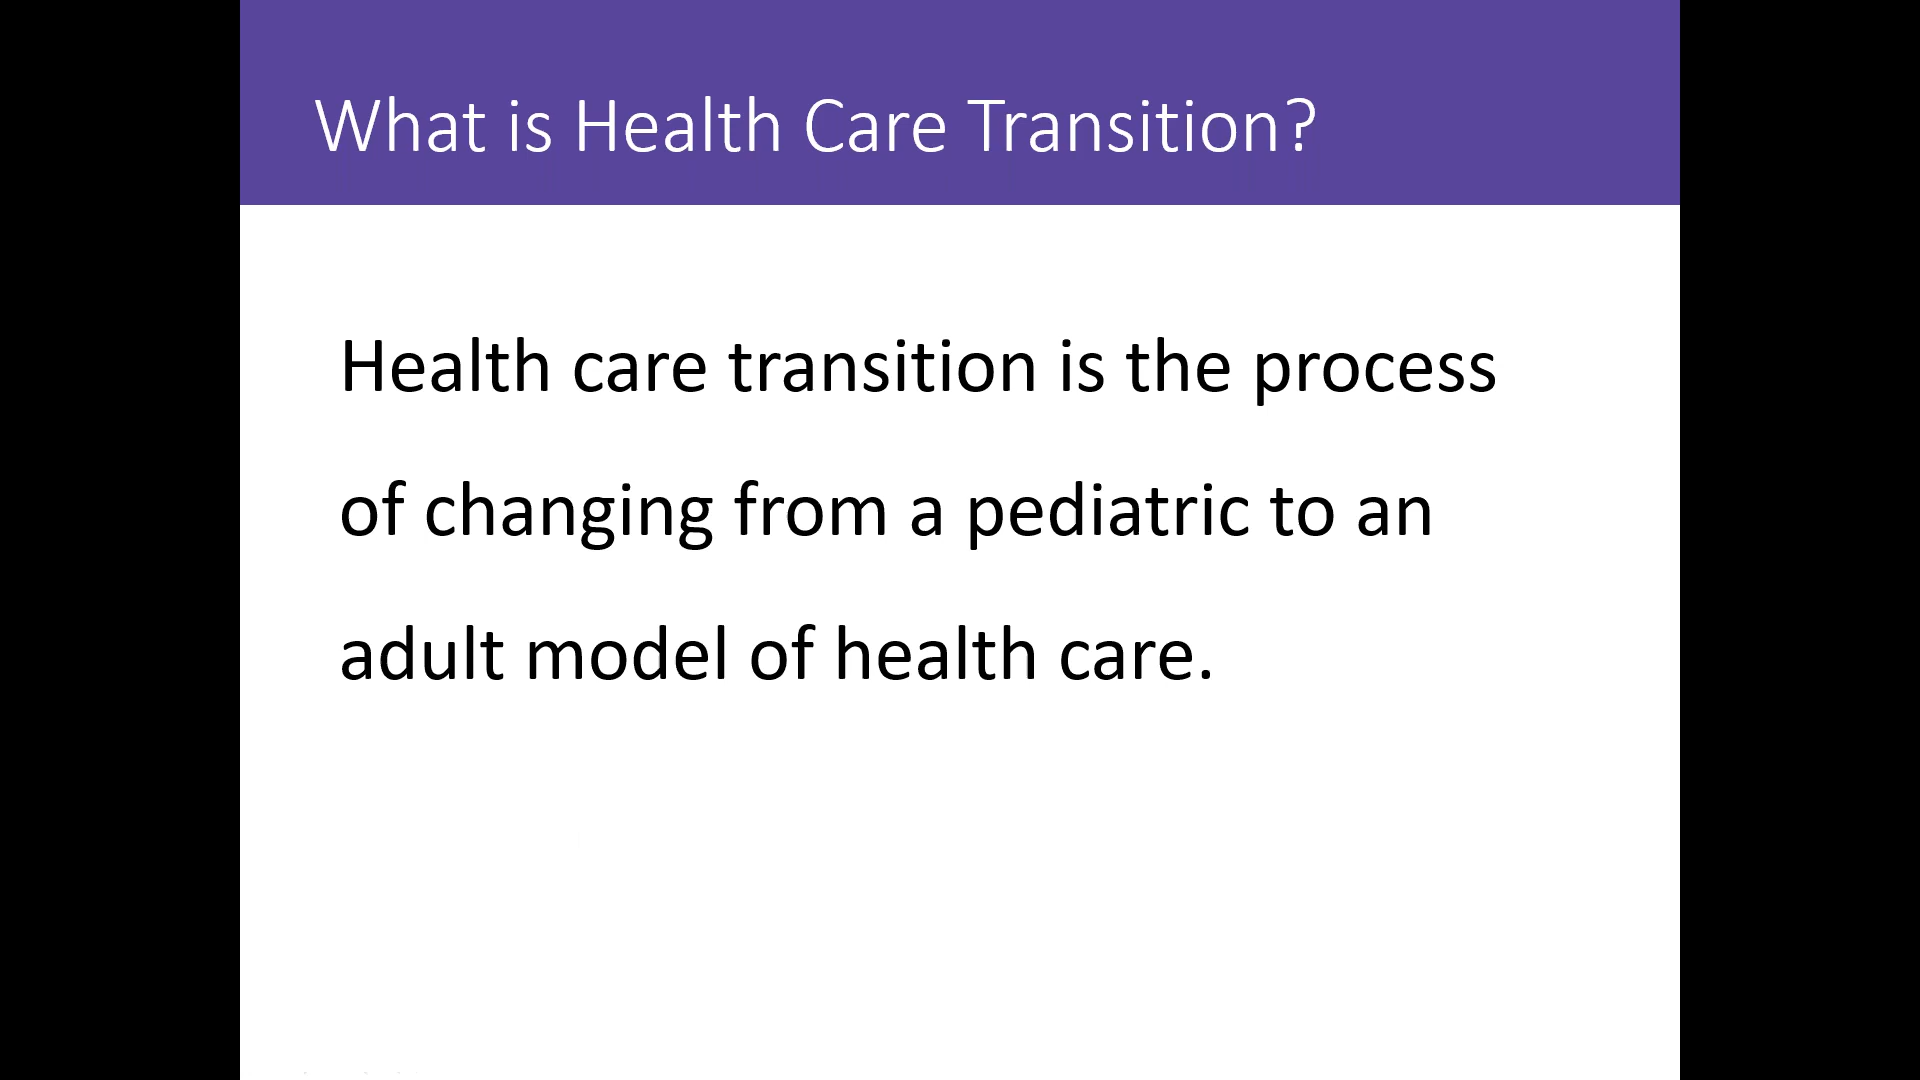 What is Health Care Transition?
Health care transition is the process
of changing from a pediatric to an
adult model of health care.